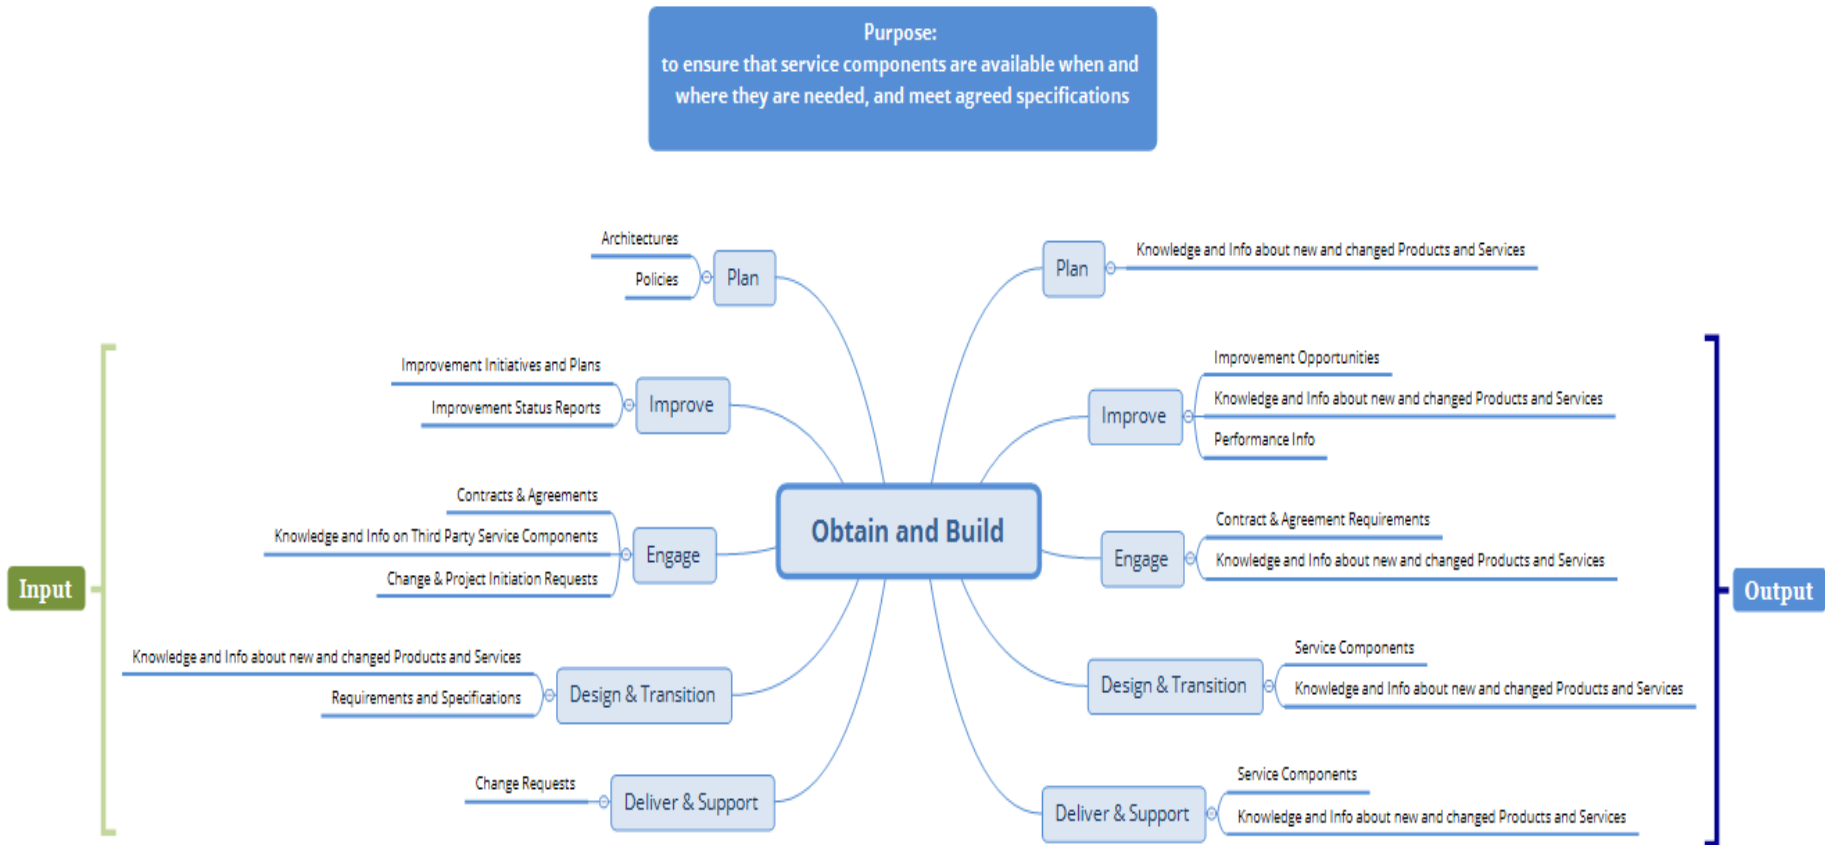 Purpose:
to ensure that service components are available when and
where they are needed, and meet agreed specifications
Architectures
Policies
Plan
Improvement Initiatives and Plans
Improvement Status Reports
Improve
Contracts & Agreements
Knowledge and Info on Third Party Service Components
Change & Project Initiation Requests
Engage
Input
Knowledge and Info about new and changed Products and Services
Requirements and Specifications
Design & Transition
Change Requests
Deliver & Support
Obtain and Build
Plan
Knowledge and Info about new and changed Products and Services
Improve
Improvement Opportunities
Knowledge and Info about new and changed Products and Services
Performance Info
Engage
Contract & Agreement Requirements
Knowledge and Info about new and changed Products and Services
Design & Transition
Service Components
Knowledge and Info about new and changed Products and Services
Deliver & Support
Service Components
Knowledge and Info about new and changed Products and Services
Output